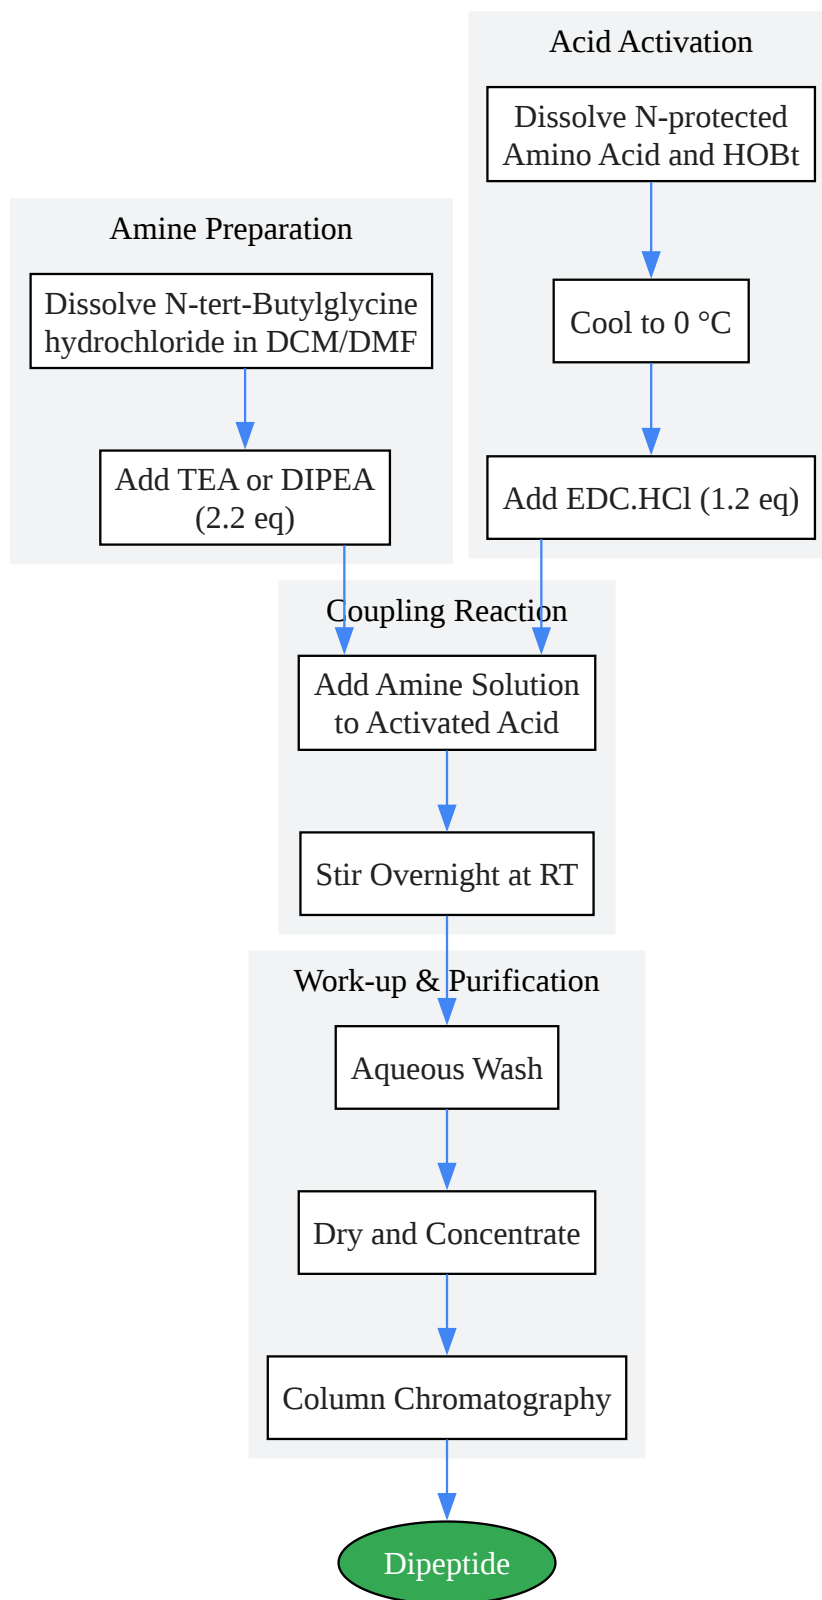 Acid Activation
Dissolve N-protected
Amino Acid and HOBt
Cool to 0 °C
Add EDC.HCl (1.2 eq)
Amine Preparation
Dissolve N-tert-Butylglycine
hydrochloride in DCM/DMF
Add TEA or DIPEA
(2.2 eq)
Coupling Reaction
Add Amine Solution
to Activated Acid
Stir Overnight at RT
Work-up & Purification
Aqueous Wash
Dry and Concentrate
Column Chromatography
Dipeptide